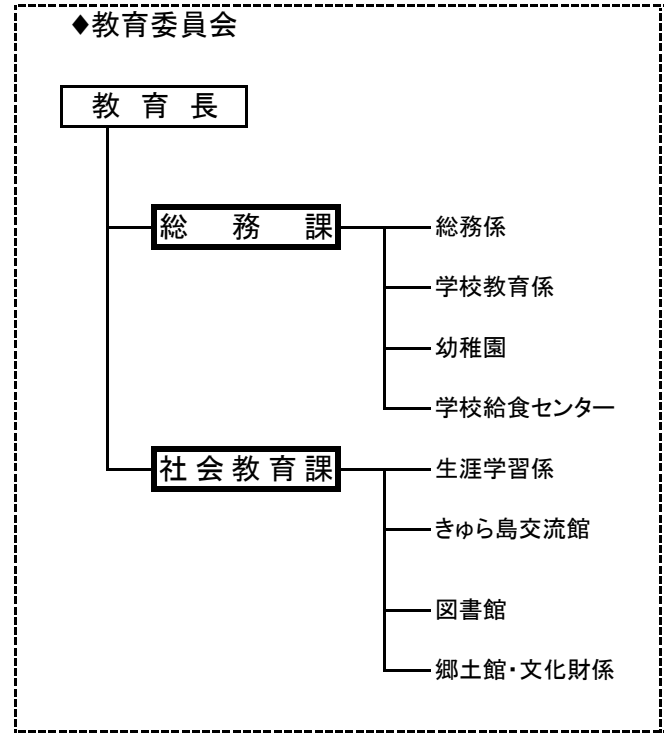 ◆教育委員会
教育長
総務課
総務係
学校教育係
幼稚園
学校給食センター
社会教育課
生涯学習係
きゅら島交流館
図書館
郷土館・文化財係